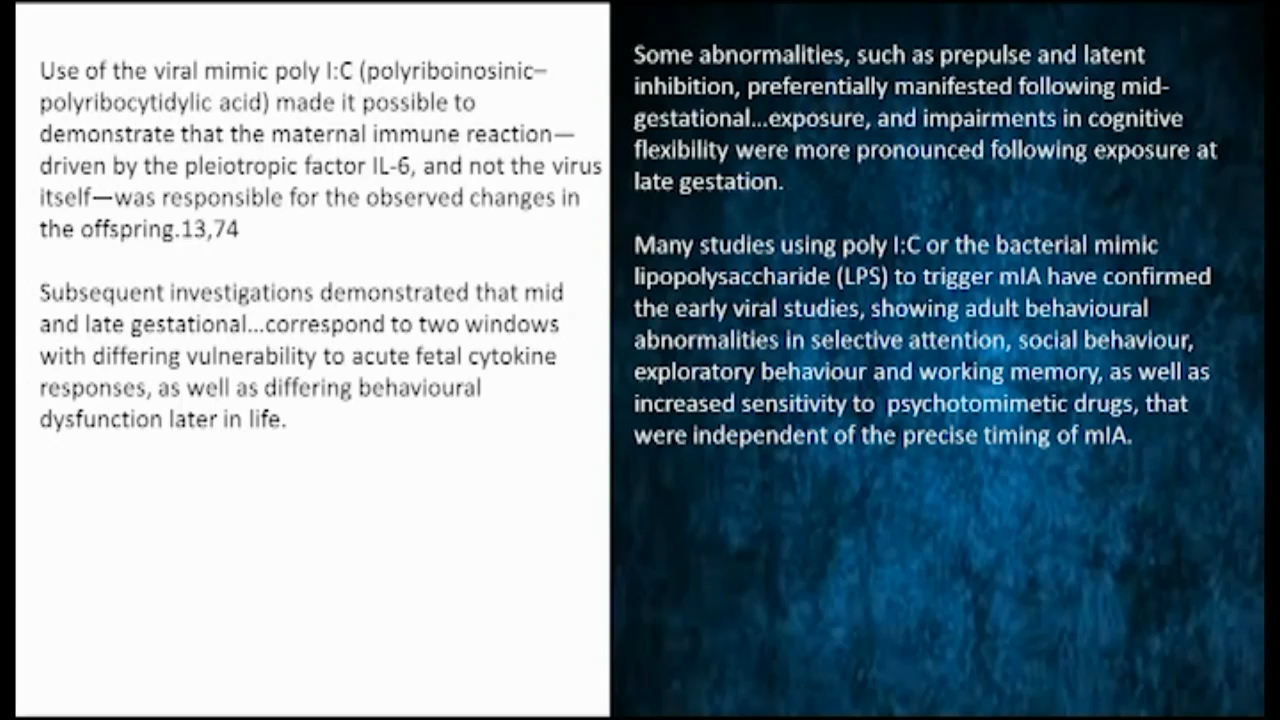 Use of the viral mimic poly I:C (polyriboinosinic–
polyribocytidylic acid) made it possible to
demonstrate that the maternal immune reaction—
driven by the pleiotropic factor IL-6, and not the virus
itself—was responsible for the observed changes in
the offspring.13,74
Subsequent investigations demonstrated that mid
and late gestational...correspond to two windows
with differing vulnerability to acute fetal cytokine
responses, as well as differing behavioural
dysfunction later in life.
Some abnormalities, such as prepulse and latent
inhibition, preferentially manifested following mid-
gestational...exposure, and impairments in cognitive
flexibility were more pronounced following exposure at
late gestation.
Many studies using poly I:C or the bacterial mimic
lipopolysaccharide (LPS) to trigger mIA have confirmed
the early viral studies, showing adult behavioural
abnormalities in selective attention, social behaviour,
exploratory behaviour and working memory, as well as
increased sensitivity to  psychotomimetic drugs, that
were independent of the precise timing of mIA.